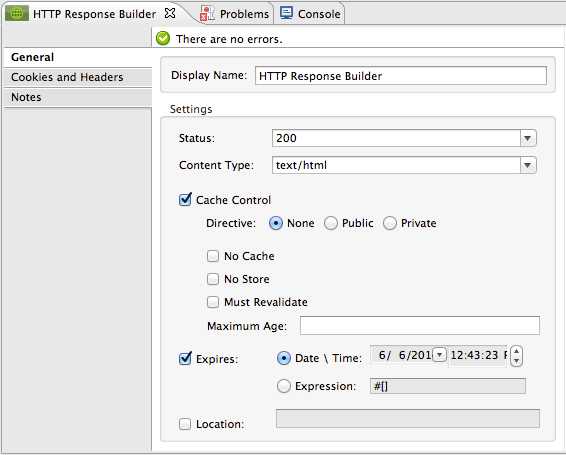 HTTP Response Builder Problems Console
There are no errors.
General
Cookies and Headers
Notes
Display Name: HTTP Response Builder
Settings
Status: 200
Content Type: text/html
Cache Control
Directive: None Public Private
No Cache
No Store
Must Revalidate
Maximum Age:
Expires: Date \ Time: 6/ 6/201 12:43:23
Expression: #[]
Location: